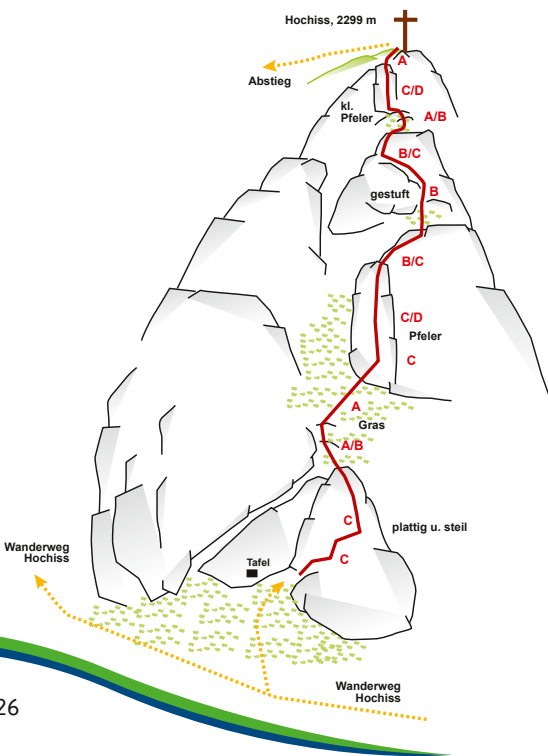 Hochiss, 2299 m
A
Abstieg
C/D
kl.
Pfeler
A/B
B/C
gestuft
B
B/C
C/D
Pfeler
C
A
Gras
A/B
C
plattig u. steil
Wanderweg
Hochiss
Tafel
C
Wanderweg
Hochiss
26